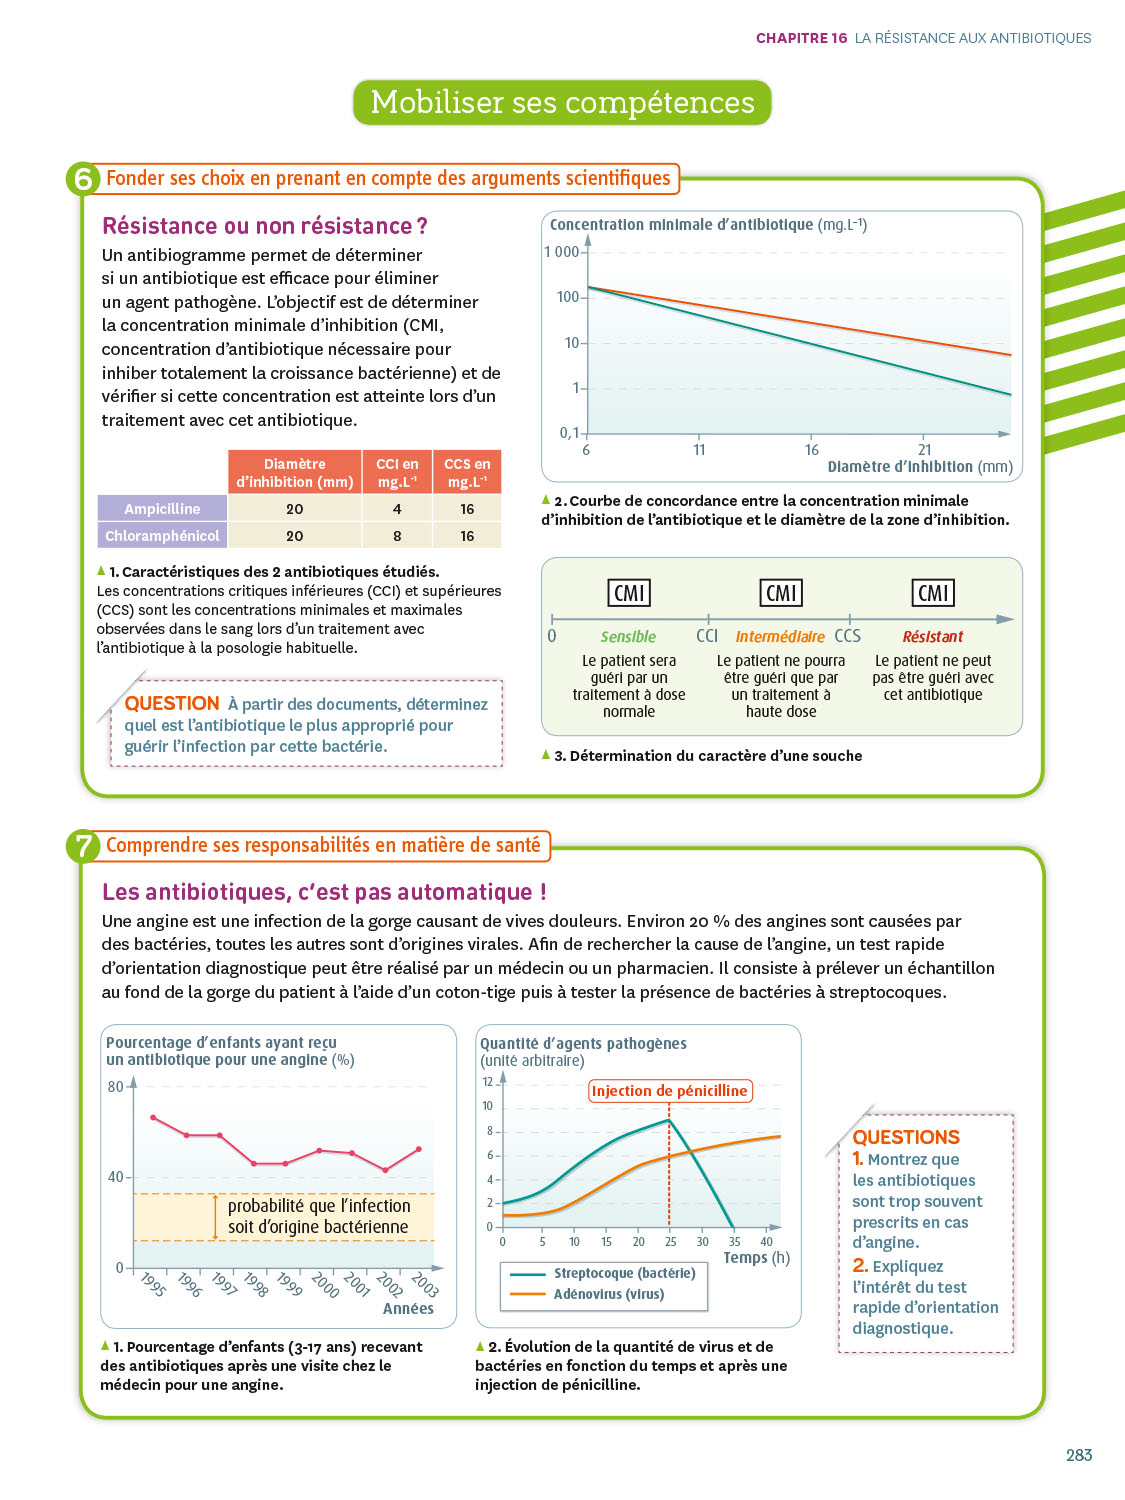 CHAPITRE 16 LA RÉSISTANCE AUX ANTIBIOTIQUES
Mobiliser ses compétences
6 Fonder ses choix en prenant en compte des arguments scientifiques
Résistance ou non résistance ?
Un antibiogramme permet de déterminer
si un antibiotique est efficace pour éliminer
un agent pathogène. L'objectif est de déterminer
la concentration minimale d'inhibition (CMI,
concentration d'antibiotique nécessaire pour
inhiber totalement la croissance bactérienne) et de
vérifier si cette concentration est atteinte lors d'un
traitement avec cet antibiotique.
Diamètre d'inhibition (mm) CCI en mg.L⁻¹ CCS en mg.L⁻¹
Ampicilline 20 4 16
Chloramphénicol 20 8 16
1. Caractéristiques des 2 antibiotiques étudiés.
Les concentrations critiques inférieures (CCI) et supérieures
(CCS) sont les concentrations minimales et maximales
observées dans le sang lors d'un traitement avec
l'antibiotique à la posologie habituelle.
QUESTION À partir des documents, déterminez
quel est l'antibiotique le plus approprié pour
guérir l'infection par cette bactérie.
Concentration minimale d'antibiotique (mg.L⁻¹)
1 000
100
10
1
0,1
6 11 16 21
Diamètre d'inhibition (mm)
2. Courbe de concordance entre la concentration minimale
d'inhibition de l'antibiotique et le diamètre de la zone d'inhibition.
CMI CMI CMI
0 Sensible CCI Intermédiaire CCS Résistant
Le patient sera Le patient ne pourra Le patient ne peut
guéri par un être guéri que par pas être guéri avec
traitement à dose un traitement à cet antibiotique
normale haute dose
3. Détermination du caractère d'une souche
7 Comprendre ses responsabilités en matière de santé
Les antibiotiques, c'est pas automatique !
Une angine est une infection de la gorge causant de vives douleurs. Environ 20 % des angines sont causées par
des bactéries, toutes les autres sont d'origines virales. Afin de rechercher la cause de l'angine, un test rapide
d'orientation diagnostique peut être réalisé par un médecin ou un pharmacien. Il consiste à prélever un échantillon
au fond de la gorge du patient à l'aide d'un coton-tige puis à tester la présence de bactéries à streptocoques.
Pourcentage d'enfants ayant reçu
un antibiotique pour une angine (%)
80
40
0
probabilité que l'infection
soit d'origine bactérienne
1995 1996 1997 1998 1999 2000 2001 2002 2003
Années
1. Pourcentage d'enfants (3-17 ans) recevant
des antibiotiques après une visite chez le
médecin pour une angine.
Quantité d'agents pathogènes
(unité arbitraire)
12
10
8
6
4
2
0
Injection de pénicilline
0 5 10 15 20 25 30 35 40
Temps (h)
Streptocoque (bactérie)
Adénovirus (virus)
2. Évolution de la quantité de virus et de
bactéries en fonction du temps et après une
injection de pénicilline.
QUESTIONS
1. Montrez que
les antibiotiques
sont trop souvent
prescrits en cas
d'angine.
2. Expliquez
l'intérêt du test
rapide d'orientation
diagnostique.
283